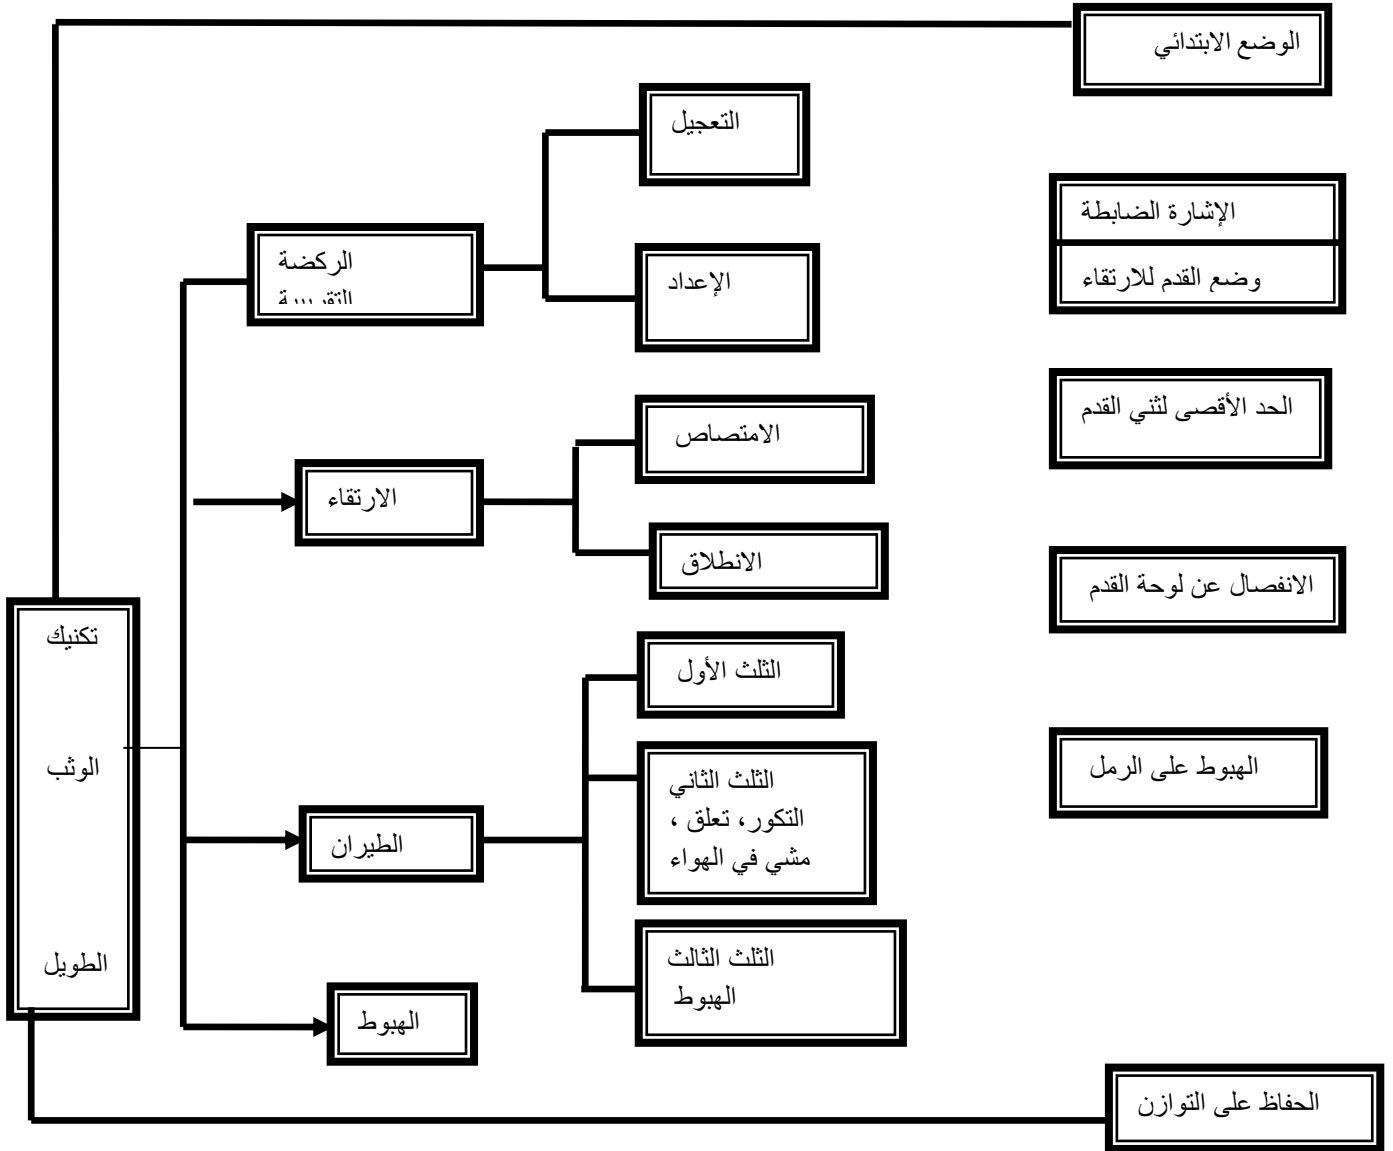 الوضع الابتدائي
التعجيل
الإشارة الضابطة
وضع القدم للارتقاء
الركضة
التقريبية
الإعداد
الحد الأقصى لثني القدم
الامتصاص
الارتقاء
الانطلاق
الانفصال عن لوحة القدم
تكنيك
الوثب
الطويل
الثلث الأول
الهبوط على الرمل
الثلث الثاني
التكور، تعلق ،
مشي في الهواء
الطيران
الثلث الثالث
الهبوط
الهبوط
الحفاظ على التوازن